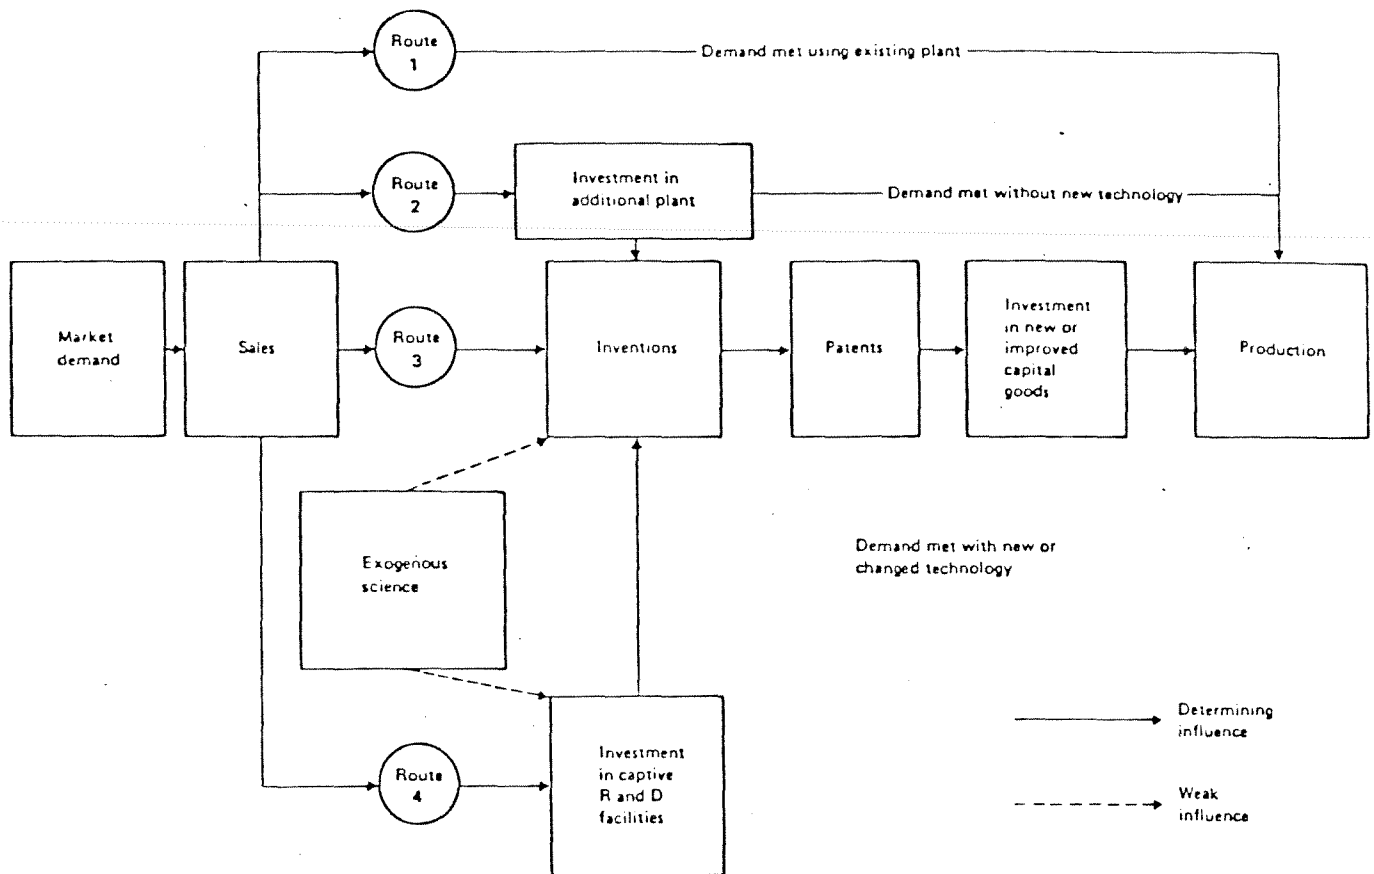 Route
1
Demand met using existing plant
Route
2
Investment in
additional plant
Demand met without new technology
Market
demand
Sales
Route
3
Inventions
Patents
Investment
in new or
improved
capital
goods
Production
Exogenous
science
Demand met with new or
changed technology
Route
4
Investment
in captive
R and D
facilities
Determining
influence
Weak
influence